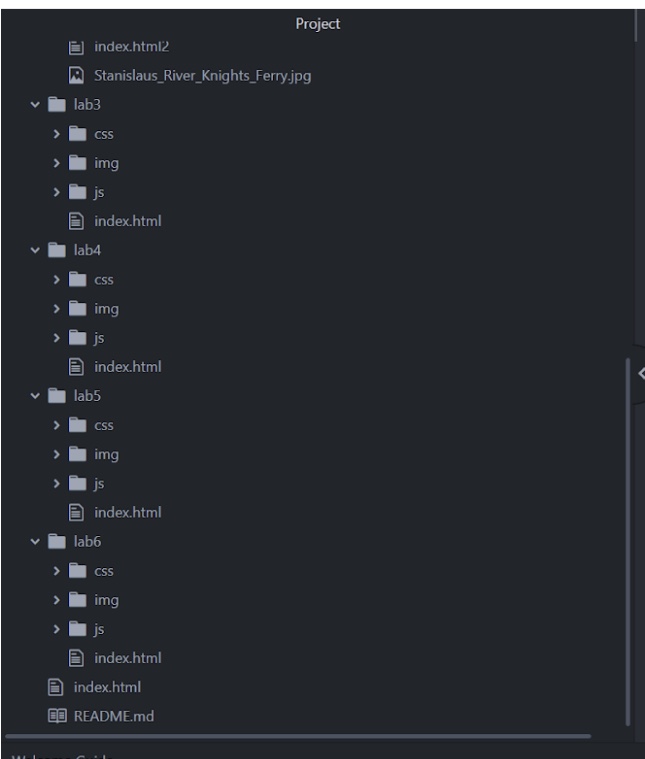 Project
index.html2
Stanislaus_River_Knights_Ferry.jpg
lab3
css
img
js
index.html
lab4
css
img
js
index.html
lab5
css
img
js
index.html
lab6
css
img
js
index.html
index.html
README.md